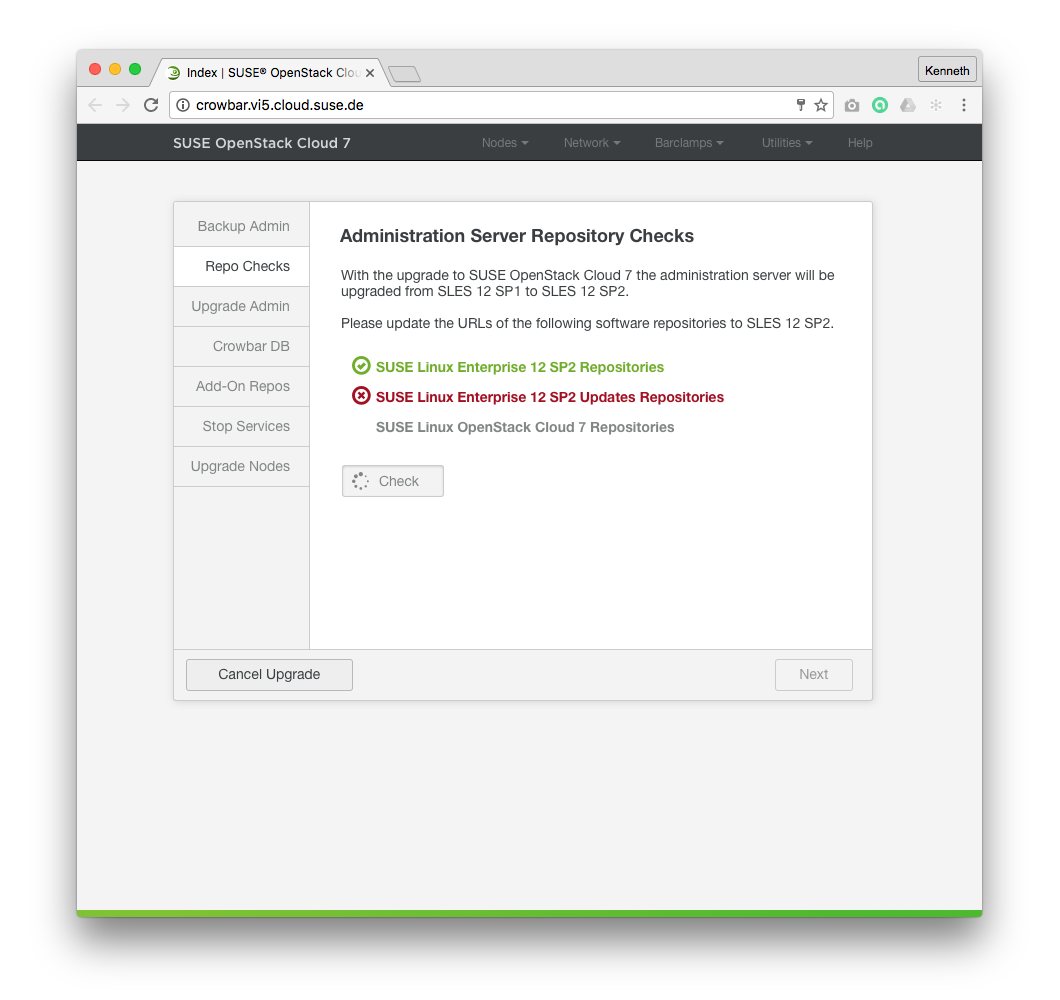 Index | SUSE® OpenStack Clou
Kenneth
crowbar.vi5.cloud.suse.de
SUSE OpenStack Cloud 7 Nodes Network Barclamps Utilities Help
Backup Admin
Repo Checks
Upgrade Admin
Crowbar DB
Add-On Repos
Stop Services
Upgrade Nodes
Administration Server Repository Checks
With the upgrade to SUSE OpenStack Cloud 7 the administration server will be
upgraded from SLES 12 SP1 to SLES 12 SP2.
Please update the URLs of the following software repositories to SLES 12 SP2.
SUSE Linux Enterprise 12 SP2 Repositories
SUSE Linux Enterprise 12 SP2 Updates Repositories
SUSE Linux OpenStack Cloud 7 Repositories
Check
Cancel Upgrade
Next